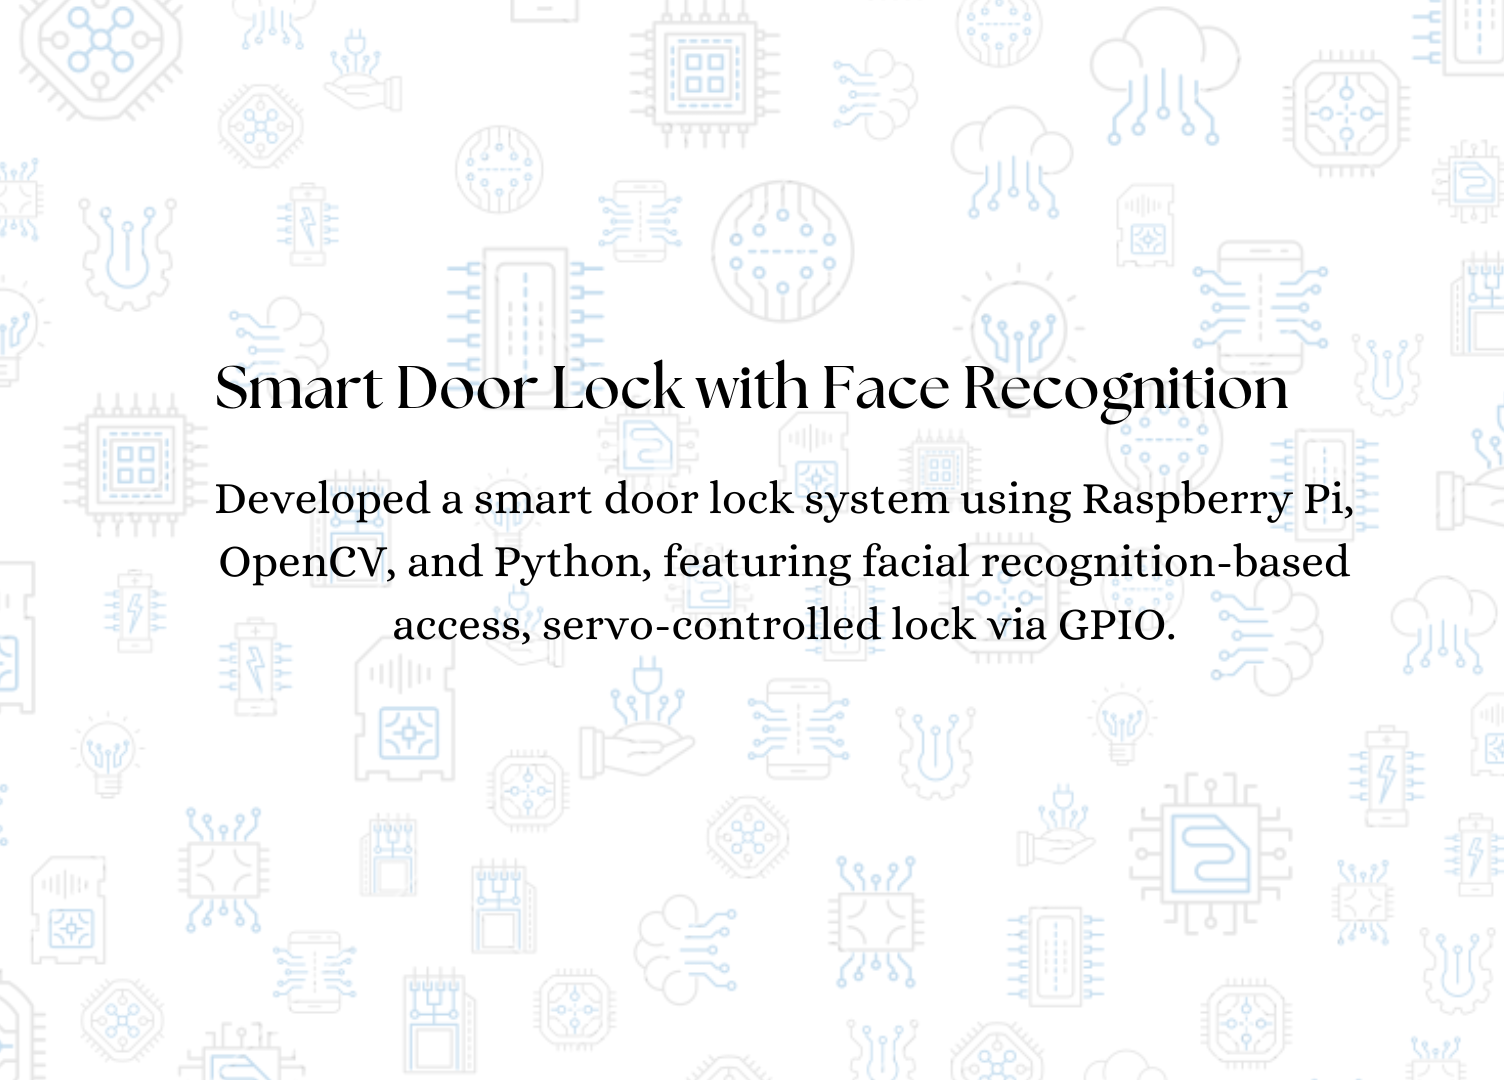 Smart Door Lock with Face Recognition
Developed a smart door lock system using Raspberry Pi,
OpenCV, and Python, featuring facial recognition-based
access, servo-controlled lock via GPIO.